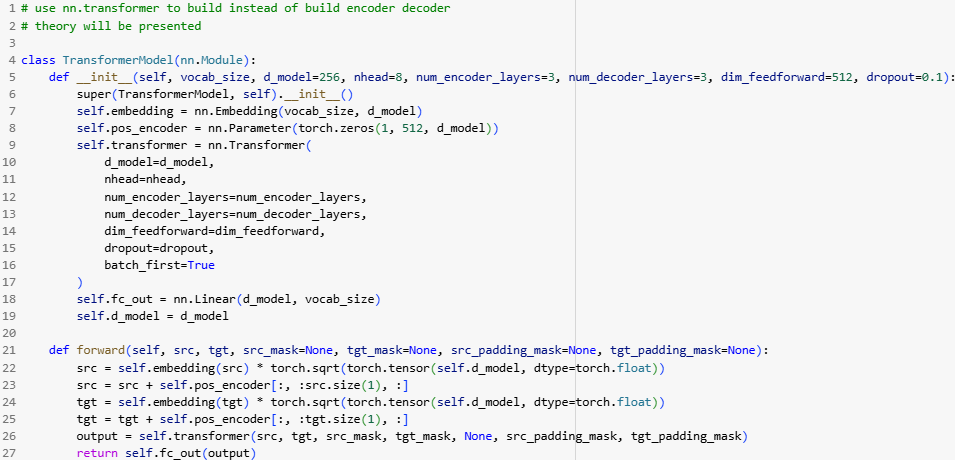 1 # use nn.transformer to build instead of build encoder decoder
2 # theory will be presented
3
4 class TransformerModel(nn.Module):
5     def __init__(self, vocab_size, d_model=256, nhead=8, num_encoder_layers=3, num_decoder_layers=3, dim_feedforward=512, dropout=0.1):
6         super(TransformerModel, self).__init__()
7         self.embedding = nn.Embedding(vocab_size, d_model)
8         self.pos_encoder = nn.Parameter(torch.zeros(1, 512, d_model))
9         self.transformer = nn.Transformer(
10             d_model=d_model,
11             nhead=nhead,
12             num_encoder_layers=num_encoder_layers,
13             num_decoder_layers=num_decoder_layers,
14             dim_feedforward=dim_feedforward,
15             dropout=dropout,
16             batch_first=True
17         )
18         self.fc_out = nn.Linear(d_model, vocab_size)
19         self.d_model = d_model
20
21     def forward(self, src, tgt, src_mask=None, tgt_mask=None, src_padding_mask=None, tgt_padding_mask=None):
22         src = self.embedding(src) * torch.sqrt(torch.tensor(self.d_model, dtype=torch.float))
23         src = src + self.pos_encoder[:, :src.size(1), :]
24         tgt = self.embedding(tgt) * torch.sqrt(torch.tensor(self.d_model, dtype=torch.float))
25         tgt = tgt + self.pos_encoder[:, :tgt.size(1), :]
26         output = self.transformer(src, tgt, src_mask, tgt_mask, None, src_padding_mask, tgt_padding_mask)
27         return self.fc_out(output)